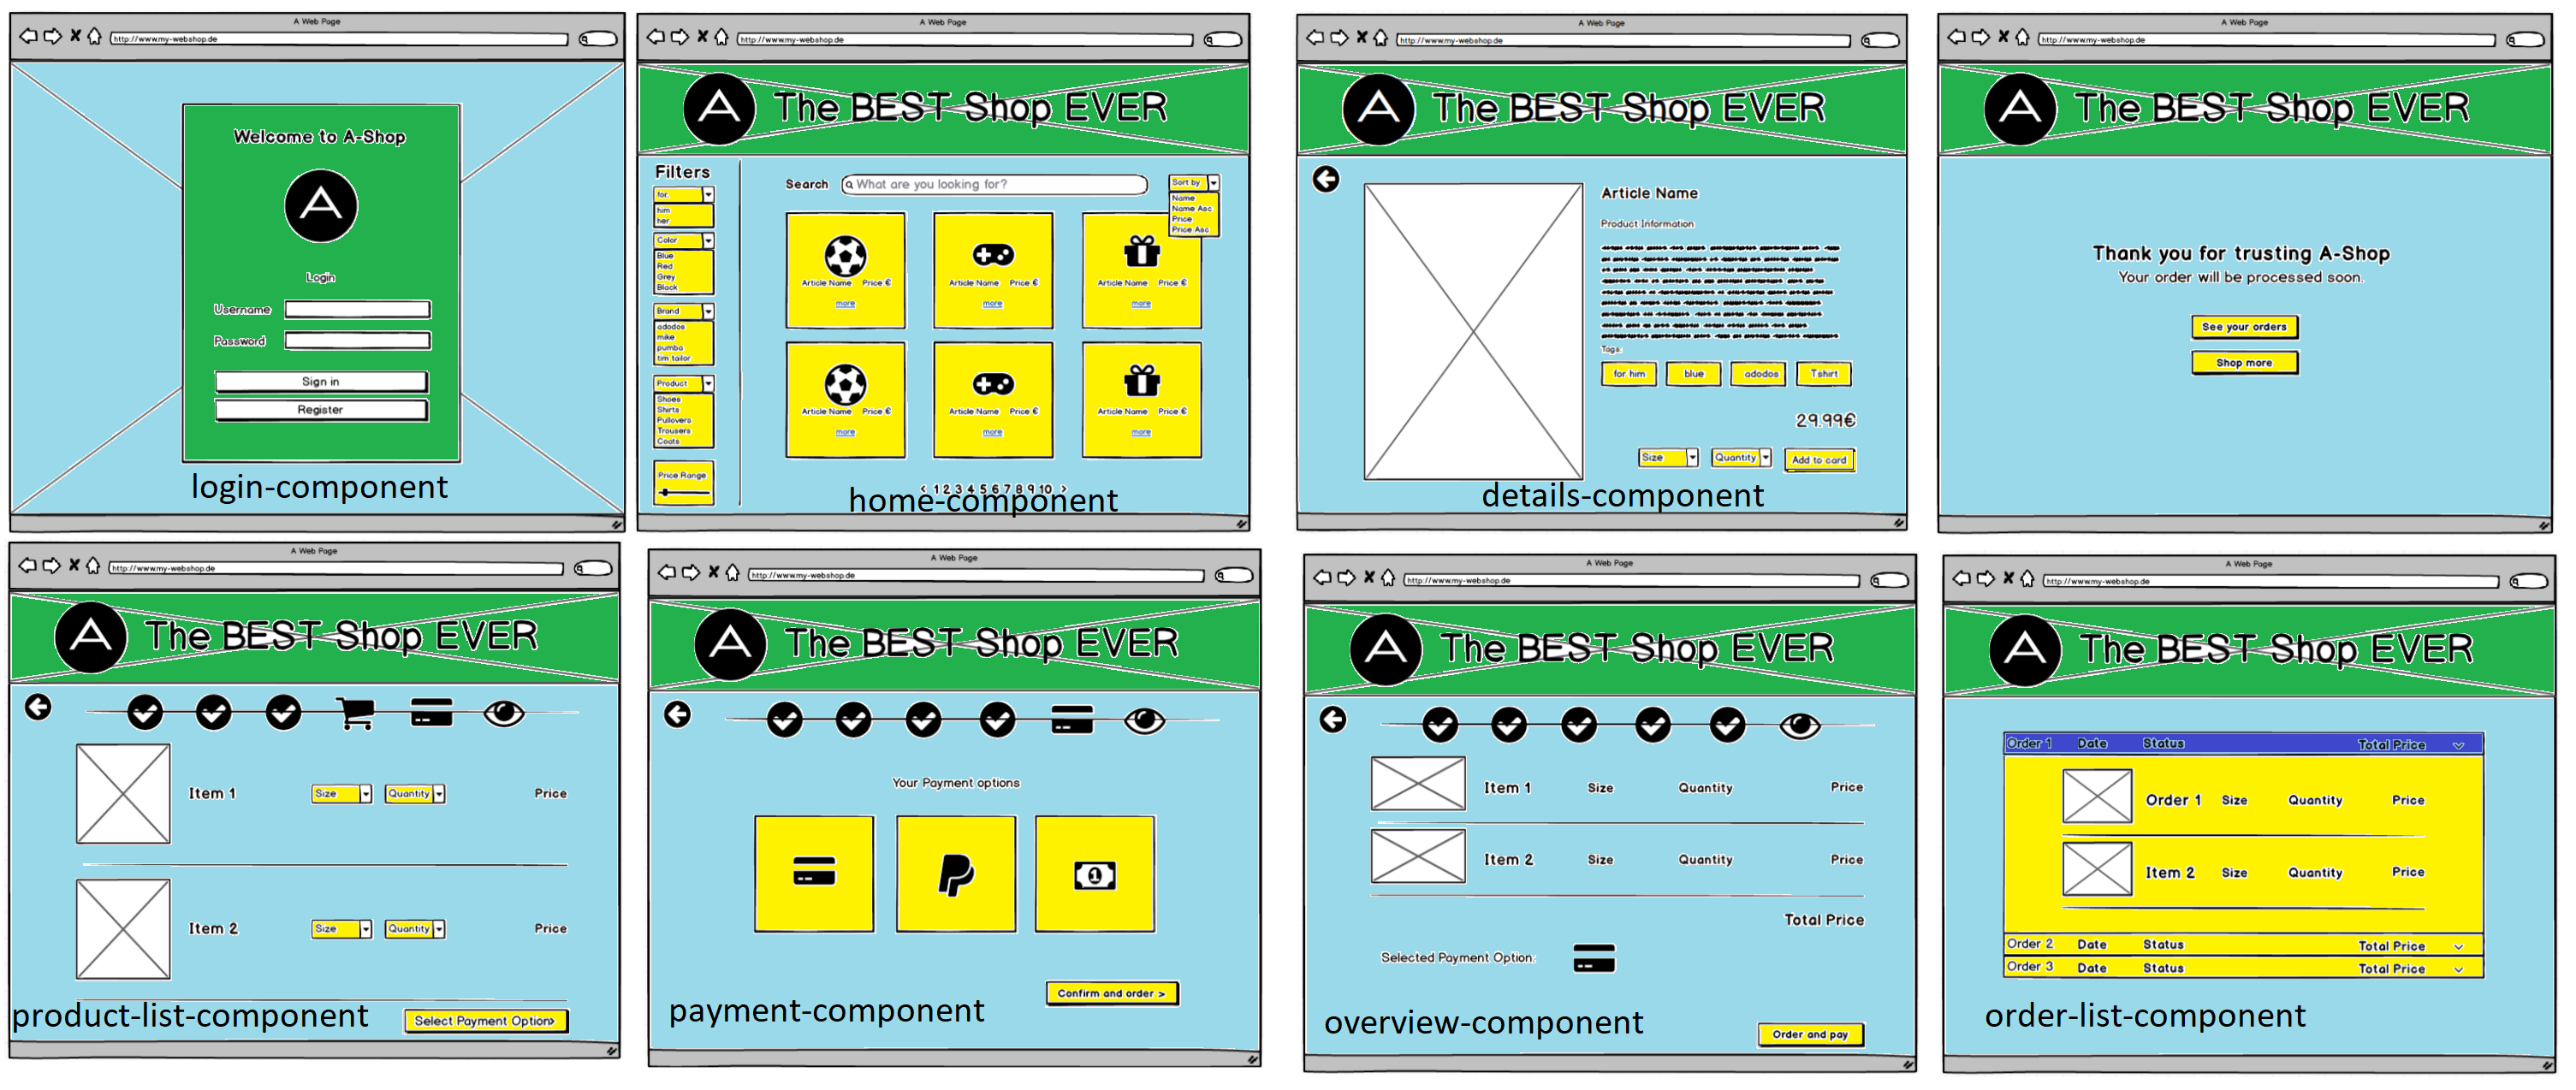 A Web Page
http://www.my-webshop.de
Welcome to A-Shop
A
Login
Username
Password
Sign in
Register
login-component
A Web Page
http://www.my-webshop.de
A The BEST Shop EVER
Filters
for
him
her
Color
Blue
Red
Grey
Black
Brand
adodos
mike
pumba
tim tailor
Product
Shoes
Shirts
Pullovers
Trousers
Coats
Price Range
Search What are you looking for?
Sort by
Name
Name Asc
Price
Price Asc
Article Name Price € Article Name Price € Article Name Price €
more more more
Article Name Price € Article Name Price € Article Name Price €
more more more
< 1 2 3 4 5 6 7 8 9 10 >
home-component
A Web Page
http://www.my-webshop.de
A The BEST Shop EVER
Article Name
Product Information
Tags:
for him blue adodos Tshirt
29.99€
Size Quantity Add to card
details-component
A Web Page
http://www.my-webshop.de
A The BEST Shop EVER
Thank you for trusting A-Shop
Your order will be processed soon.
See your orders
Shop more
A Web Page
http://www.my-webshop.de
A The BEST Shop EVER
Item 1 Size Quantity Price
Item 2 Size Quantity Price
product-list-component
Select Payment Option>
A Web Page
http://www.my-webshop.de
A The BEST Shop EVER
Your Payment options
1
Confirm and order >
payment-component
A Web Page
http://www.my-webshop.de
A The BEST Shop EVER
Item 1 Size Quantity Price
Item 2 Size Quantity Price
Total Price
Selected Payment Option:
overview-component
Order and pay
A Web Page
http://www.my-webshop.de
A The BEST Shop EVER
Order 1 Date Status Total Price
Order 1 Size Quantity Price
Item 2 Size Quantity Price
Order 2 Date Status Total Price
Order 3 Date Status Total Price
order-list-component